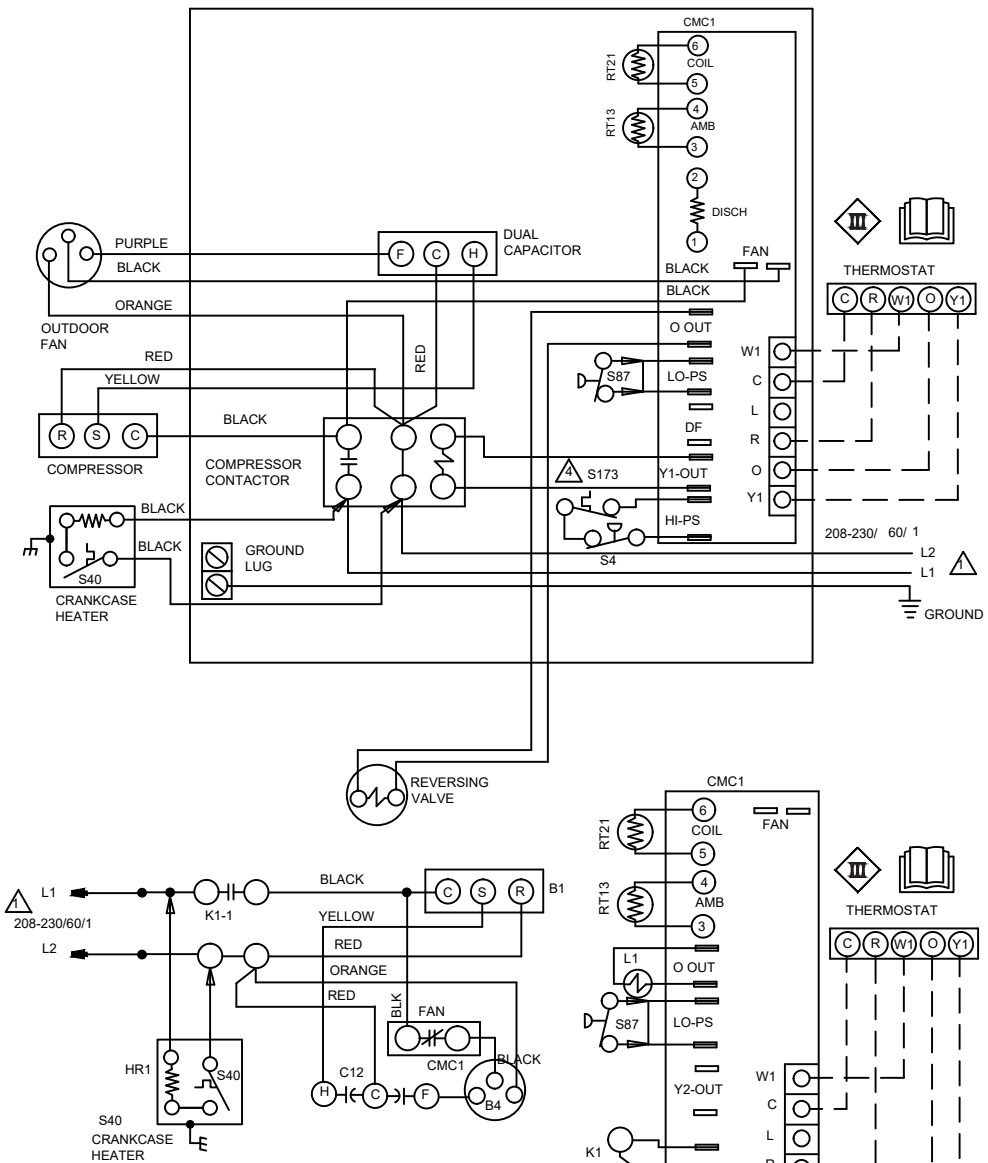 CMC1
RT21
6
COIL
5
RT13
4
AMB
3
2
DISCH
1
III
PURPLE
BLACK
F C H
DUAL
CAPACITOR
FAN
BLACK
BLACK
THERMOSTAT
C R W1 O Y1
ORANGE
OUTDOOR
FAN
RED
YELLOW
RED
O OUT
S87
LO-PS
W1
C
L
DF
R
BLACK
R S C
COMPRESSOR
COMPRESSOR
CONTACTOR
4
S173
Y1-OUT
O
Y1
HI-PS
S4
BLACK
BLACK
S40
CRANKCASE
HEATER
GROUND
LUG
208-230/ 60/ 1
L2
L1
1
GROUND
REVERSING
VALVE
CMC1
RT21
6
COIL
5
FAN
RT13
4
AMB
3
III
THERMOSTAT
C R W1 O Y1
1
L1
208-230/60/1
L2
K1-1
BLACK
C S R
B1
YELLOW
RED
ORANGE
RED
BLK
FAN
CMC1
BLACK
HR1
S40
H
C12
C
F
B4
S40
CRANKCASE
HEATER
L1
O OUT
S87
LO-PS
Y2-OUT
K1
W1
C
L
R